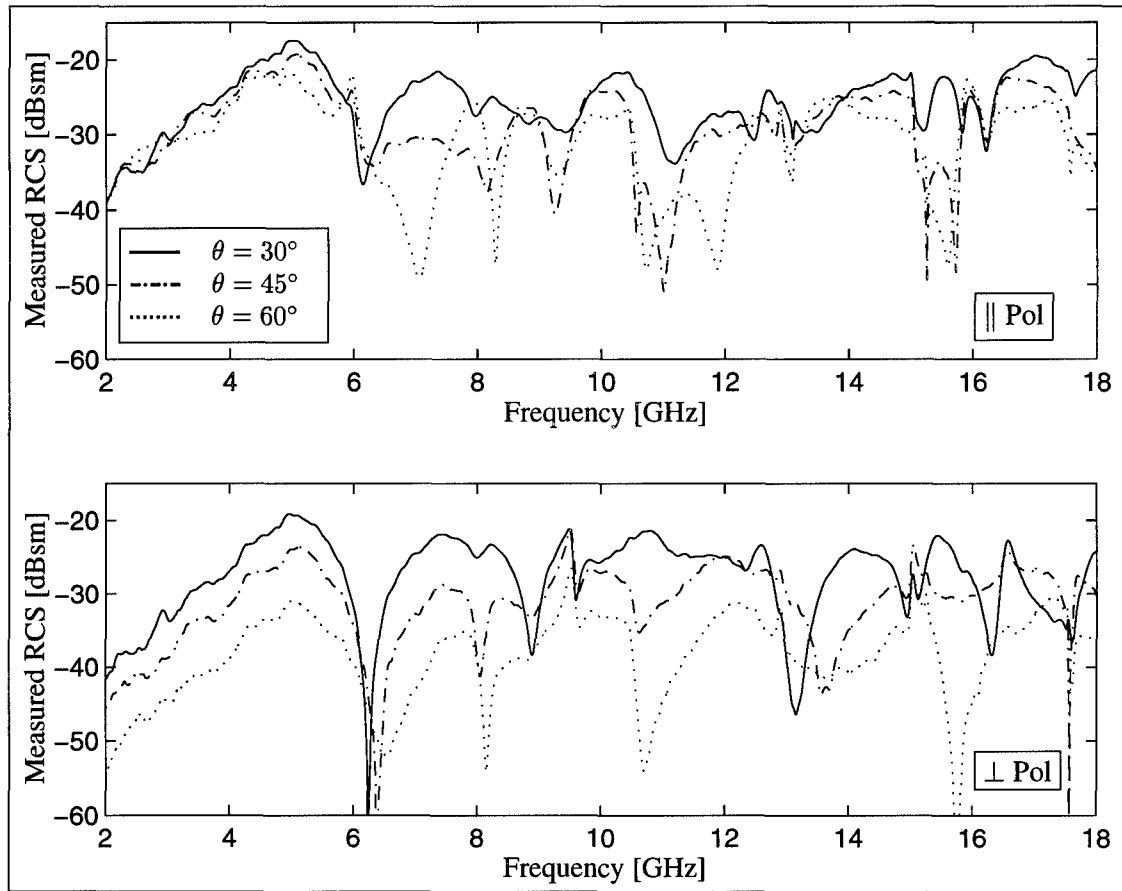 Measured RCS [dBsm]
−20
−30
−40
−50
−60
θ = 30°
θ = 45°
θ = 60°
|| Pol
2 4 6 8 10 12 14 16 18
Frequency [GHz]
Measured RCS [dBsm]
−20
−30
−40
−50
−60
⊥ Pol
2 4 6 8 10 12 14 16 18
Frequency [GHz]